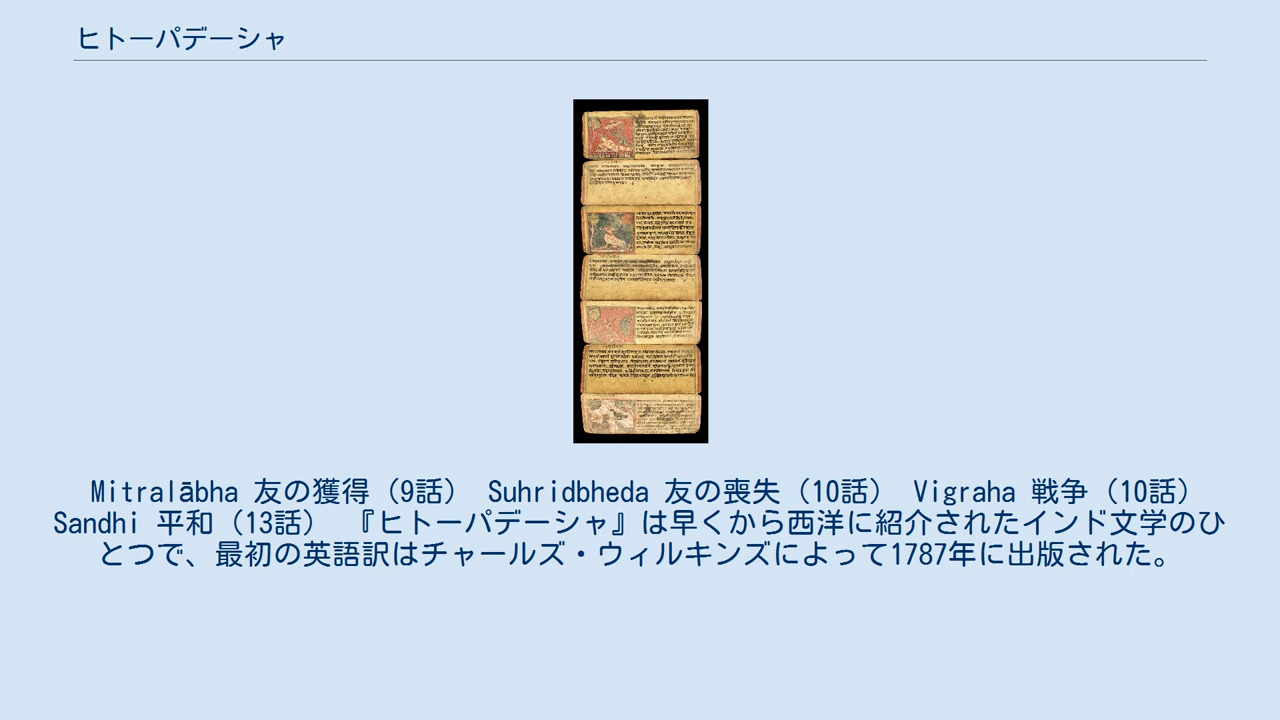 ヒトーパデーシャ
Mitralābha 友の獲得（9話） Suhridbheda 友の喪失（10話） Vigraha 戦争（10話）
Sandhi 平和（13話） 『ヒトーパデーシャ』は早くから西洋に紹介されたインド文学のひ
とつで、最初の英語訳はチャールズ・ウィルキンズによって1787年に出版された。